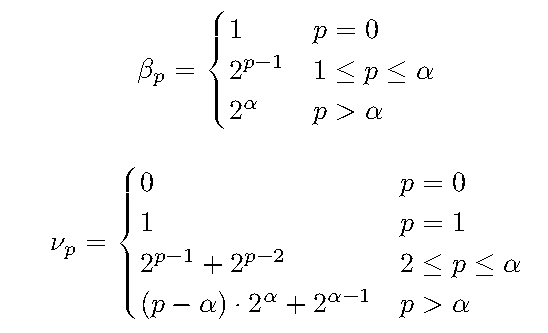 β_p = { 1   p = 0
2^{p−1}   1 ≤ p ≤ α
2^α   p > α
ν_p = { 0   p = 0
1   p = 1
2^{p−1} + 2^{p−2}   2 ≤ p ≤ α
(p − α) · 2^α + 2^{α−1}   p > α